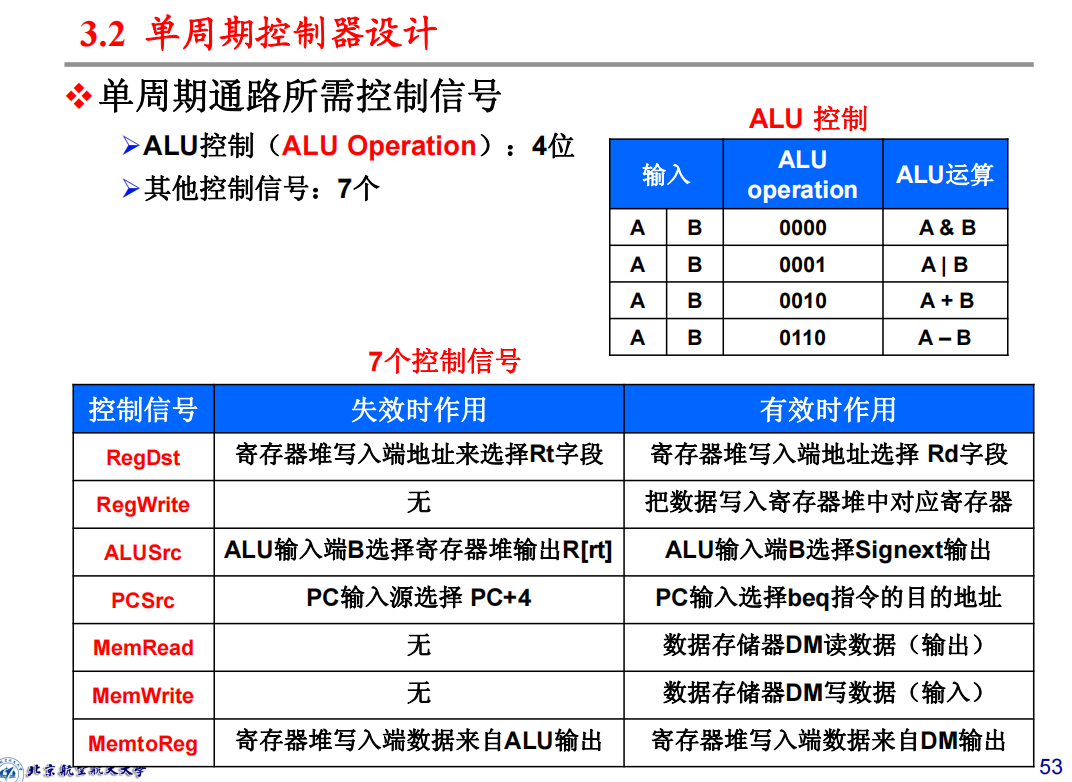 3.2 单周期控制器设计
❖单周期通路所需控制信号
➢ALU控制（ALU Operation）：4位
➢其他控制信号：7个
ALU 控制
输入 ALU operation ALU运算
A B 0000 A & B
A B 0001 A | B
A B 0010 A + B
A B 0110 A – B
7个控制信号
控制信号 失效时作用 有效时作用
RegDst 寄存器堆写入端地址来选择Rt字段 寄存器堆写入端地址选择 Rd字段
RegWrite 无 把数据写入寄存器堆中对应寄存器
ALUSrc ALU输入端B选择寄存器堆输出R[rt] ALU输入端B选择Signext输出
PCSrc PC输入源选择 PC+4 PC输入选择beq指令的目的地址
MemRead 无 数据存储器DM读数据（输出）
MemWrite 无 数据存储器DM写数据（输入）
MemtoReg 寄存器堆写入端数据来自ALU输出 寄存器堆写入端数据来自DM输出
北京航空航天大学
53